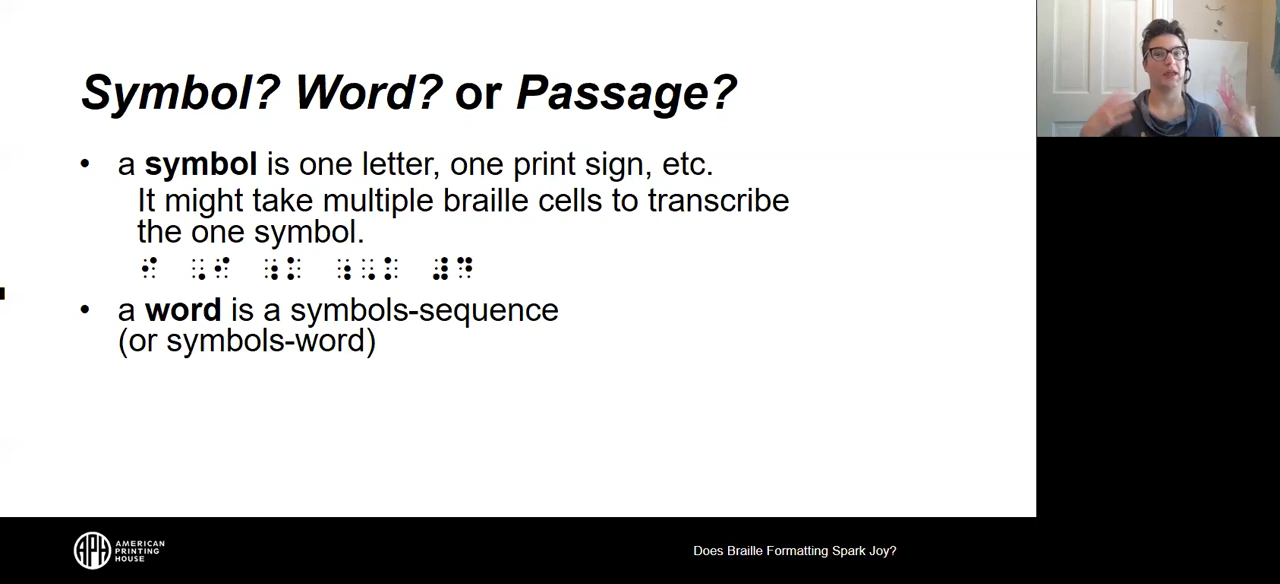 Symbol? Word? or Passage?
• a symbol is one letter, one print sign, etc.
It might take multiple braille cells to transcribe
the one symbol.
• a word is a symbols-sequence
(or symbols-word)
APH AMERICAN
PRINTING
HOUSE
Does Braille Formatting Spark Joy?